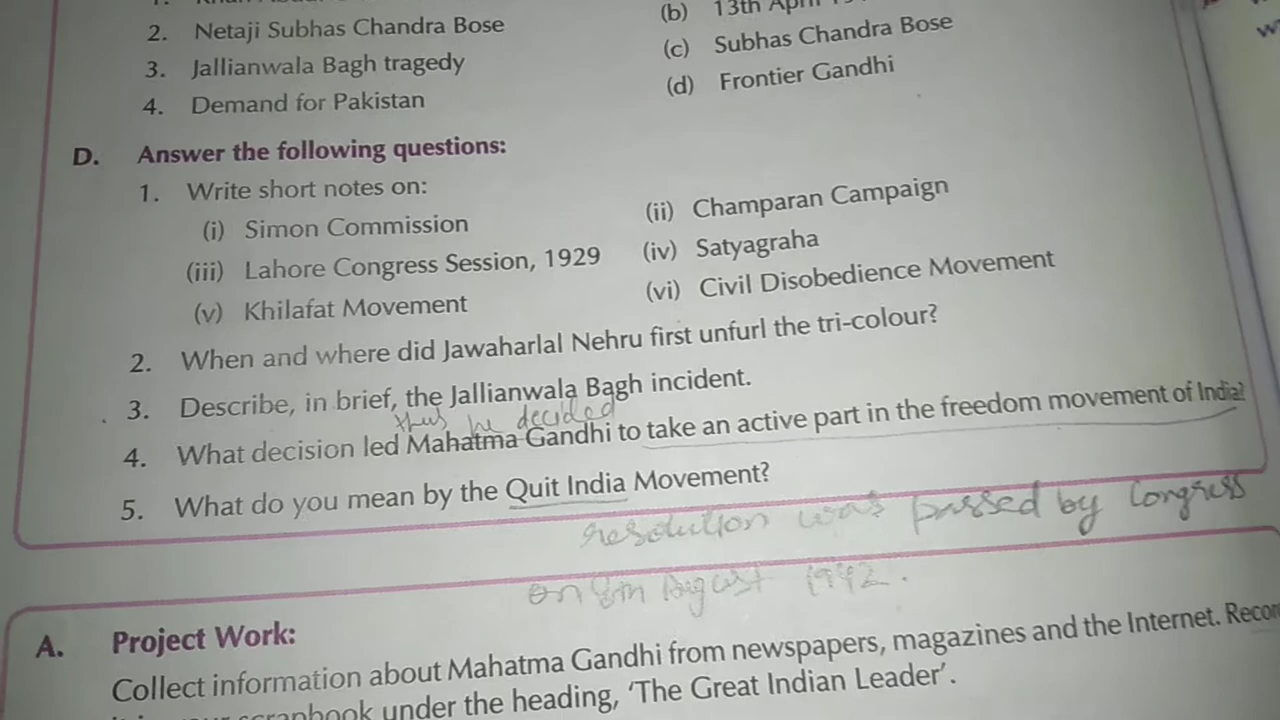 2. Netaji Subhas Chandra Bose
3. Jallianwala Bagh tragedy
4. Demand for Pakistan
(b) 13th April
(c) Subhas Chandra Bose
(d) Frontier Gandhi
D. Answer the following questions:
1. Write short notes on:
(i) Simon Commission (ii) Champaran Campaign
(iii) Lahore Congress Session, 1929 (iv) Satyagraha
(v) Khilafat Movement (vi) Civil Disobedience Movement
2. When and where did Jawaharlal Nehru first unfurl the tri-colour?
3. Describe, in brief, the Jallianwala Bagh incident.
thus he decided
4. What decision led Mahatma Gandhi to take an active part in the freedom movement of India?
5. What do you mean by the Quit India Movement?
resolution was passed by Congress
on 8th August 1942.
A. Project Work:
Collect information about Mahatma Gandhi from newspapers, magazines and the Internet. Recor
scrapbook under the heading, 'The Great Indian Leader'.